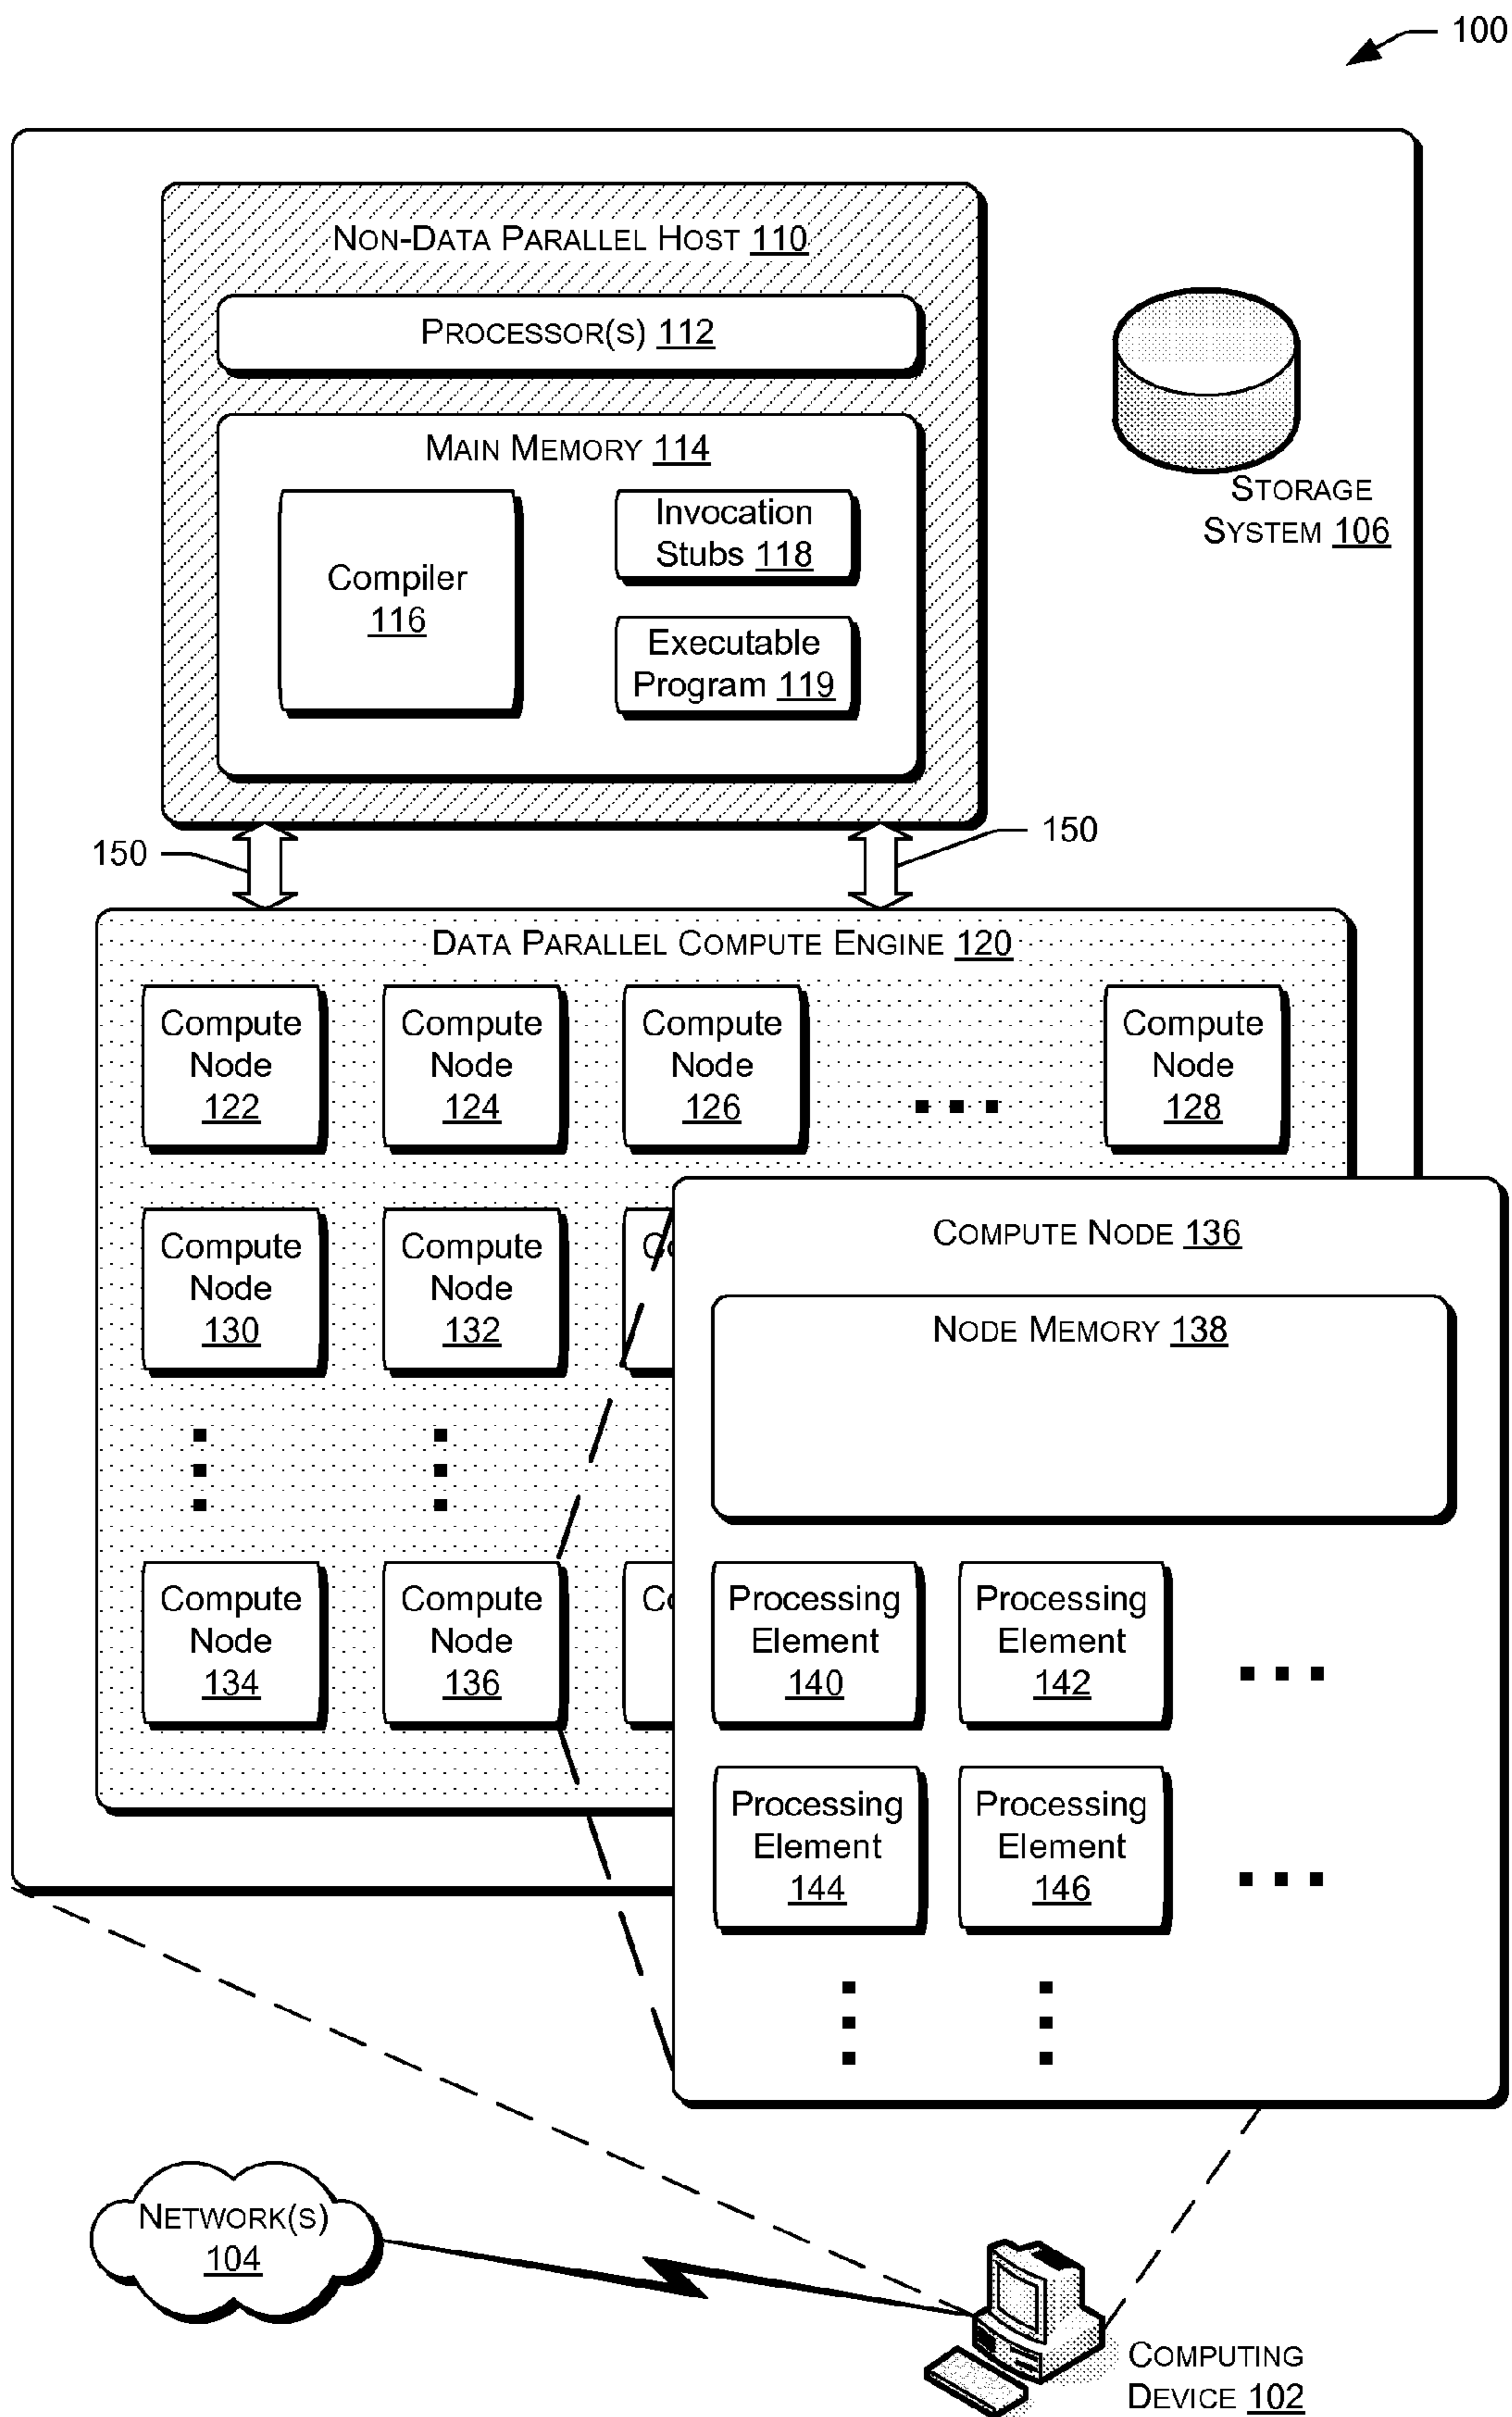 100
NON-DATA PARALLEL HOST 110
PROCESSOR(S) 112
MAIN MEMORY 114
Compiler
116
Invocation
Stubs 118
Executable
Program 119
STORAGE
SYSTEM 106
150
150
DATA PARALLEL COMPUTE ENGINE 120
Compute
Node
122
Compute
Node
124
Compute
Node
126
Compute
Node
128
Compute
Node
130
Compute
Node
132
Compute
Node
134
Compute
Node
136
COMPUTE NODE 136
NODE MEMORY 138
Processing
Element
140
Processing
Element
142
Processing
Element
144
Processing
Element
146
NETWORK(S)
104
COMPUTING
DEVICE 102